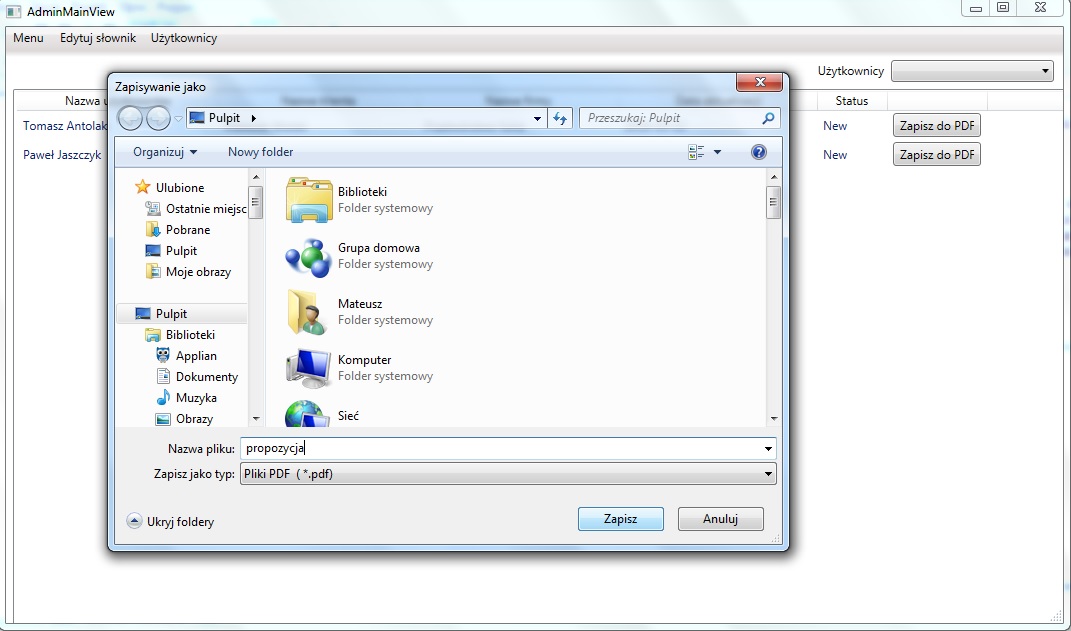 AdminMainView
Menu Edytuj słownik Użytkownicy
Użytkownicy
Nazwa u
Status
Tomasz Antolak
New
Zapisz do PDF
Paweł Jaszczyk
New
Zapisz do PDF
Zapisywanie jako
Pulpit
Przeszukaj: Pulpit
Organizuj
Nowy folder
Ulubione
Ostatnie miejsc
Pobrane
Pulpit
Moje obrazy
Pulpit
Biblioteki
Applian
Dokumenty
Muzyka
Obrazy
Biblioteki
Folder systemowy
Grupa domowa
Folder systemowy
Mateusz
Folder systemowy
Komputer
Folder systemowy
Sieć
Nazwa pliku: propozycja
Zapisz jako typ: Pliki PDF ( *.pdf)
Ukryj foldery
Zapisz
Anuluj